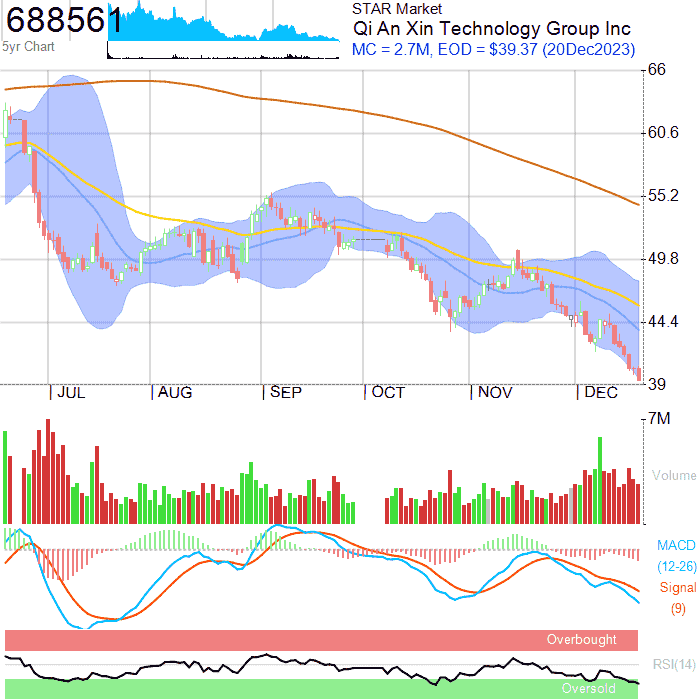 688561
5yr Chart
STAR Market
Qi An Xin Technology Group Inc
MC = 2.7M, EOD = $39.37 (20Dec2023)
66
60.6
55.2
49.8
44.4
39
JUL AUG SEP OCT NOV DEC
7M
Volume
MACD
(12-26)
Signal
(9)
Overbought
RSI(14)
Oversold